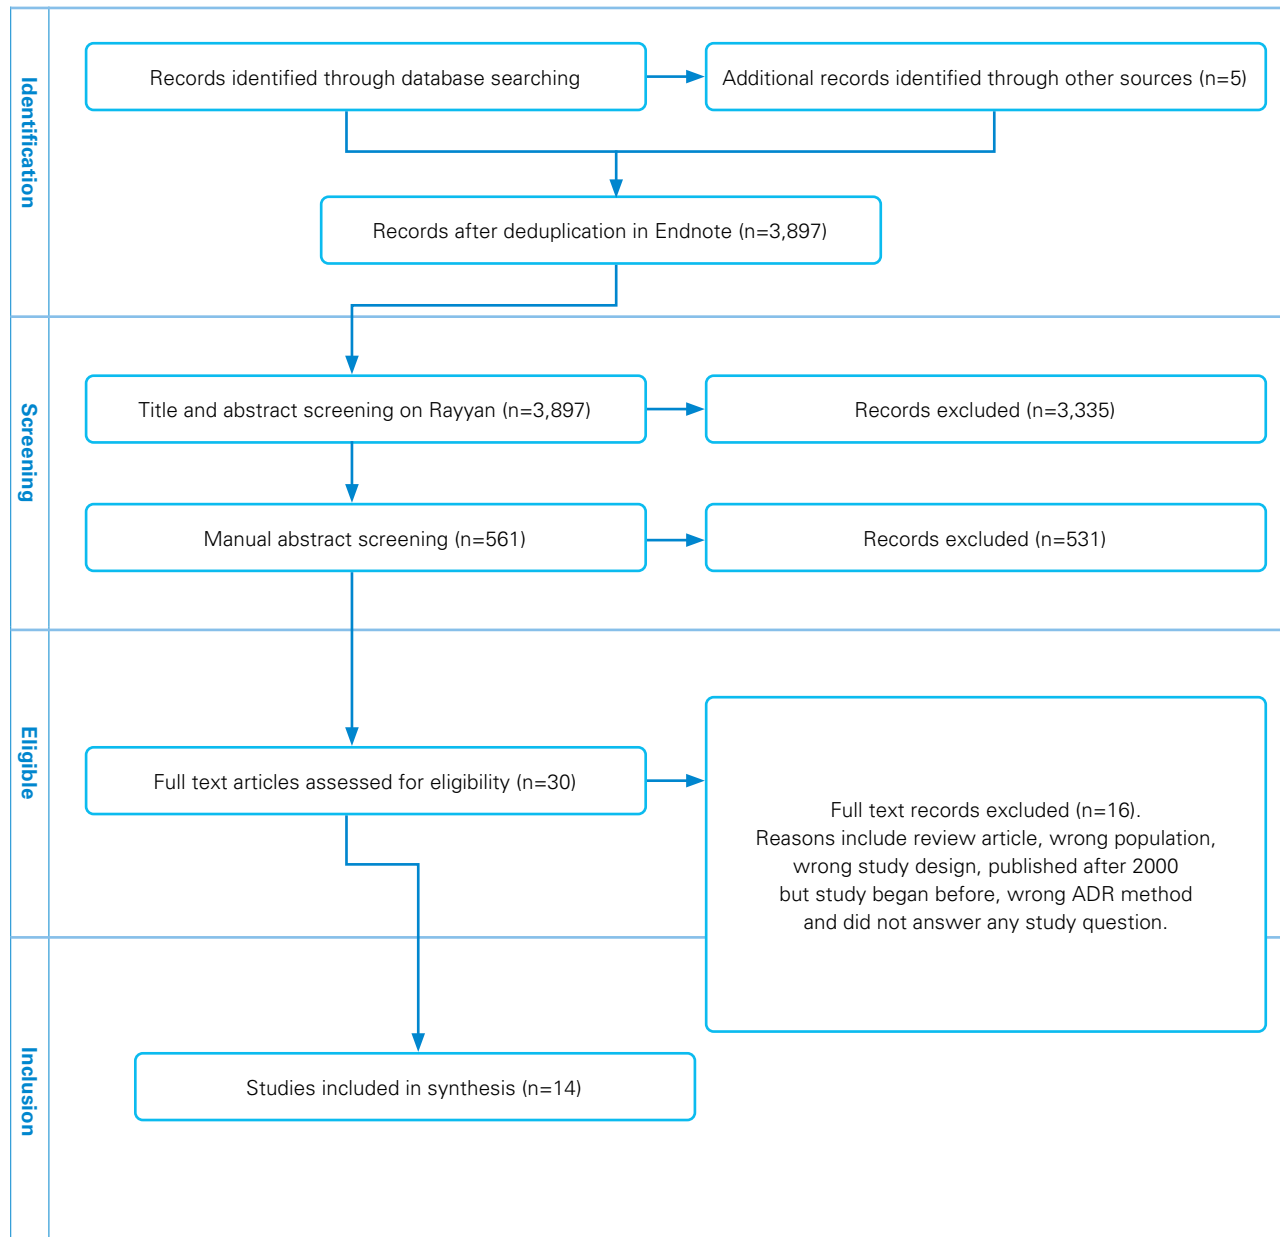 Identification
Records identified through database searching
Additional records identified through other sources (n=5)
Records after deduplication in Endnote (n=3,897)
Screening
Title and abstract screening on Rayyan (n=3,897)
Records excluded (n=3,335)
Manual abstract screening (n=561)
Records excluded (n=531)
Eligible
Full text articles assessed for eligibility (n=30)
Full text records excluded (n=16).
Reasons include review article, wrong population,
wrong study design, published after 2000
but study began before, wrong ADR method
and did not answer any study question.
Inclusion
Studies included in synthesis (n=14)